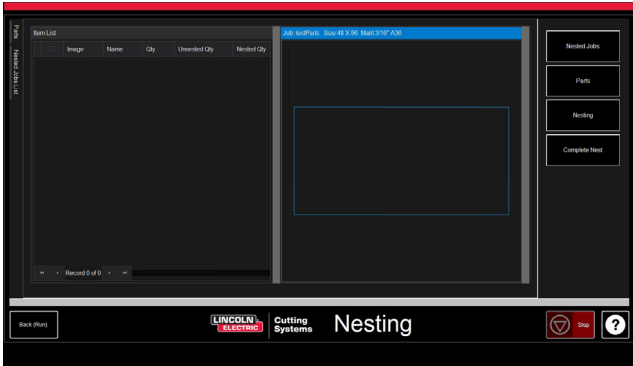 Parts
Nested Jobs List
Item List
Image Name Qty Unnested Qty Nested Qty
Record 0 of 0
Job: testParts Size:48 X 96 Matrl:3/16" A36
Nested Jobs
Parts
Nesting
Complete Nest
Back (Run)
LINCOLN
ELECTRIC
Cutting
Systems
Nesting
Stop
?